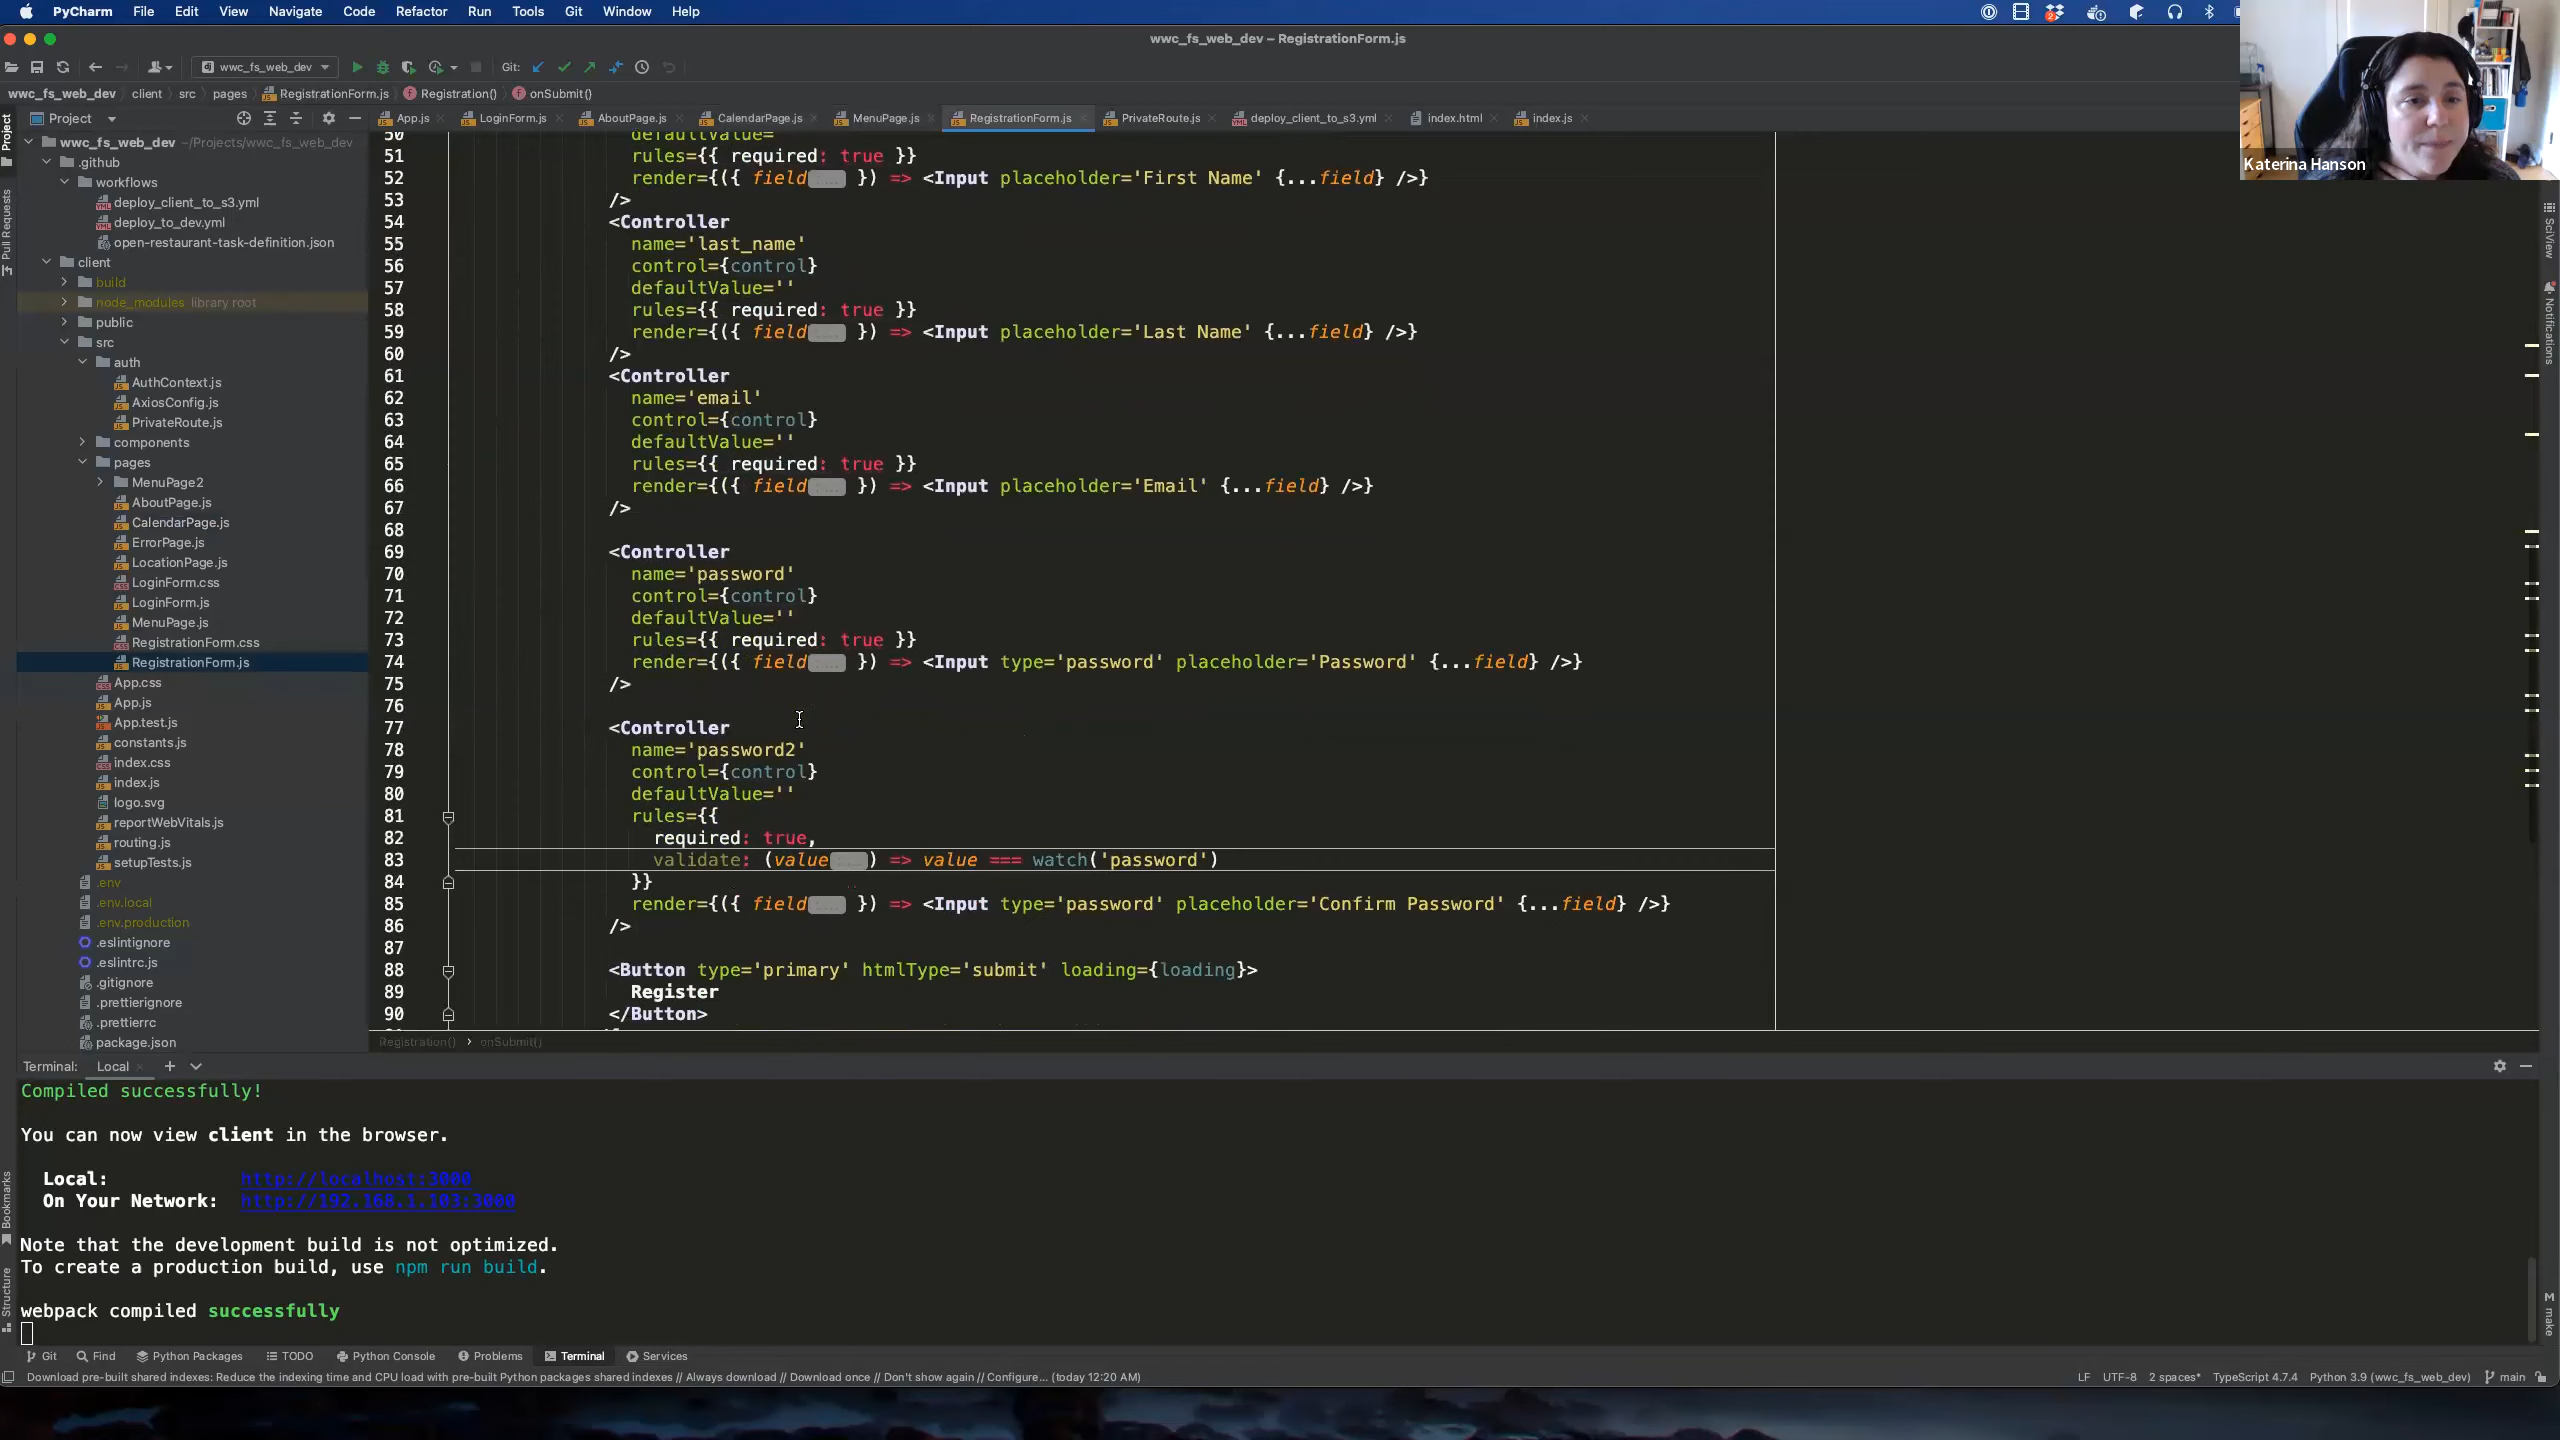 PyCharm File Edit View Navigate Code Refactor Run Tools Git Window Help
wwc_fs_web_dev – RegistrationForm.js
wwc_fs_web_dev Git:
wwc_fs_web_dev client src pages RegistrationForm.js Registration() onSubmit()
Project
App.js LoginForm.js AboutPage.js CalendarPage.js MenuPage.js RegistrationForm.js PrivateRoute.js deploy_client_to_s3.yml index.html index.js
Katerina Hanson
Project
Pull Requests
Bookmarks
Structure
SciView
Notifications
make
wwc_fs_web_dev ~/Projects/wwc_fs_web_dev
.github
workflows
deploy_client_to_s3.yml
deploy_to_dev.yml
open-restaurant-task-definition.json
client
build
node_modules library root
public
src
auth
AuthContext.js
AxiosConfig.js
PrivateRoute.js
components
pages
MenuPage2
AboutPage.js
CalendarPage.js
ErrorPage.js
LocationPage.js
LoginForm.css
LoginForm.js
MenuPage.js
RegistrationForm.css
RegistrationForm.js
App.css
App.js
App.test.js
constants.js
index.css
index.js
logo.svg
reportWebVitals.js
routing.js
setupTests.js
.env
.env.local
.env.production
.eslintignore
.eslintrc.js
.gitignore
.prettierignore
.prettierrc
package.json
50 defaultValue=''
51 rules={{ required: true }}
52 render={({ field... }) => <Input placeholder='First Name' {...field} />}
53 />
54 <Controller
55 name='last_name'
56 control={control}
57 defaultValue=''
58 rules={{ required: true }}
59 render={({ field... }) => <Input placeholder='Last Name' {...field} />}
60 />
61 <Controller
62 name='email'
63 control={control}
64 defaultValue=''
65 rules={{ required: true }}
66 render={({ field... }) => <Input placeholder='Email' {...field} />}
67 />
68
69 <Controller
70 name='password'
71 control={control}
72 defaultValue=''
73 rules={{ required: true }}
74 render={({ field... }) => <Input type='password' placeholder='Password' {...field} />}
75 />
76
77 <Controller
78 name='password2'
79 control={control}
80 defaultValue=''
81 rules={{
82 required: true,
83 validate: (value...) => value === watch('password')
84 }}
85 render={({ field... }) => <Input type='password' placeholder='Confirm Password' {...field} />}
86 />
87
88 <Button type='primary' htmlType='submit' loading={loading}>
89 Register
90 </Button>
Registration() › onSubmit()
Terminal: Local
Compiled successfully!
You can now view client in the browser.
Local: http://localhost:3000
On Your Network: http://192.168.1.103:3000
Note that the development build is not optimized.
To create a production build, use npm run build.
webpack compiled successfully
Git Find Python Packages TODO Python Console Problems Terminal Services
Download pre-built shared indexes: Reduce the indexing time and CPU load with pre-built Python packages shared indexes // Always download // Download once // Don't show again // Configure... (today 12:20 AM)
LF UTF-8 2 spaces* TypeScript 4.7.4 Python 3.9 (wwc_fs_web_dev) main